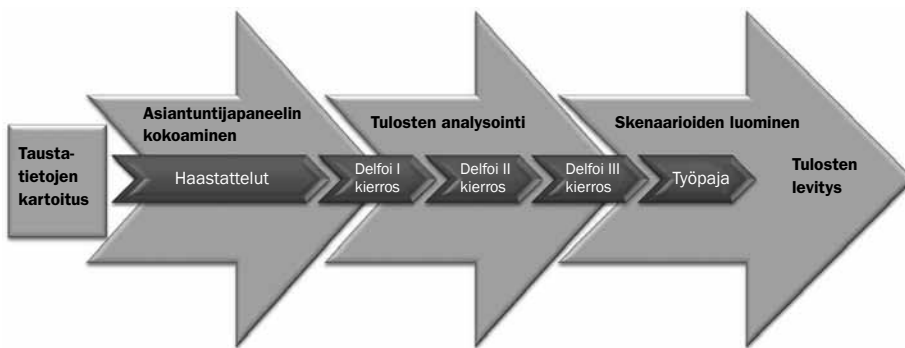 Tausta-
tietojen
kartoitus
Asiantuntijapaneelin
kokoaminen
Haastattelut
Delfoi I
kierros
Tulosten analysointi
Delfoi II
kierros
Delfoi III
kierros
Skenaarioiden luominen
Työpaja
Tulosten
levitys